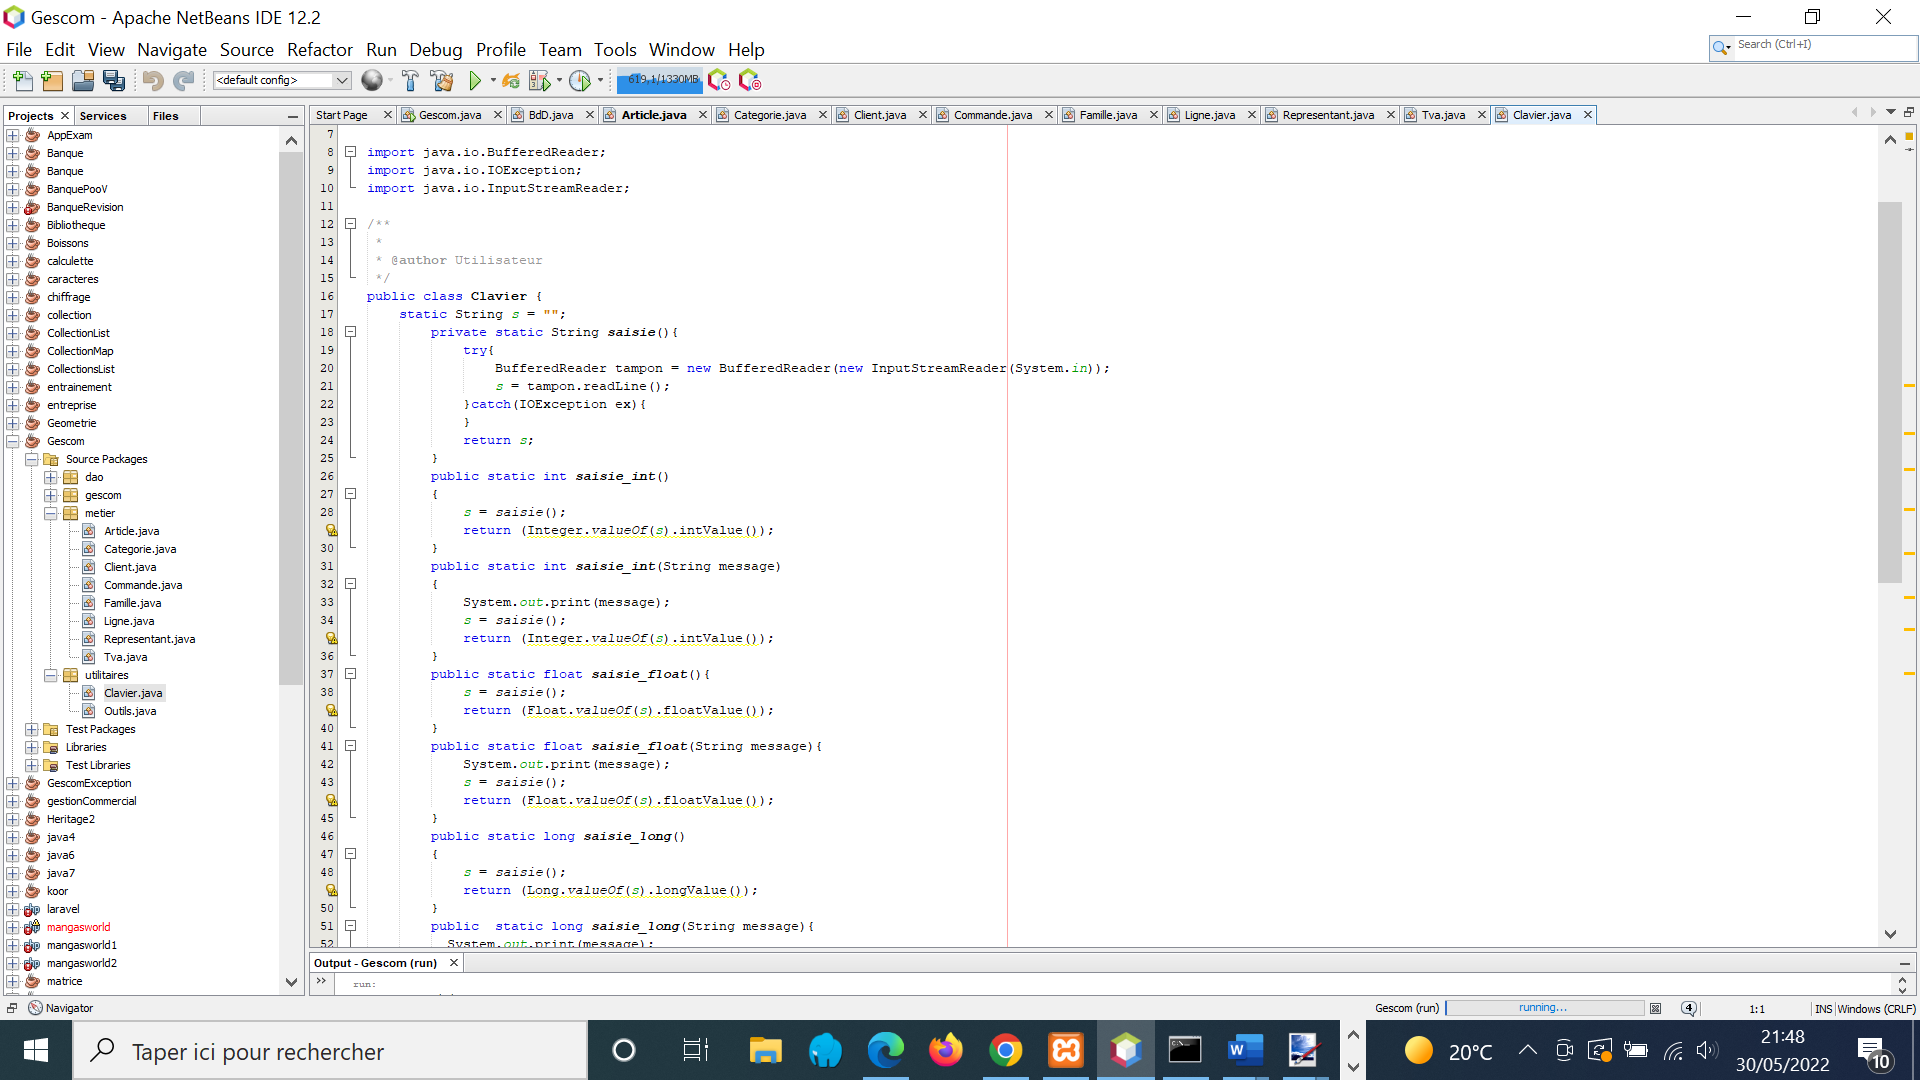 Gescom - Apache NetBeans IDE 12.2
File Edit View Navigate Source Refactor Run Debug Profile Team Tools Window Help
Search (Ctrl+I)
<default config>
619,1/1330MB
Projects Services Files
AppExam
Banque
Banque
BanquePooV
BanqueRevision
Bibliotheque
Boissons
calculette
caracteres
chiffrage
collection
CollectionList
CollectionMap
CollectionsList
entrainement
entreprise
Geometrie
Gescom
Source Packages
dao
gescom
metier
Article.java
Categorie.java
Client.java
Commande.java
Famille.java
Ligne.java
Representant.java
Tva.java
utilitaires
Clavier.java
Outils.java
Test Packages
Libraries
Test Libraries
GescomException
gestionCommercial
Heritage2
java4
java6
java7
koor
laravel
mangasworld
mangasworld1
mangasworld2
matrice
Start Page Gescom.java BdD.java Article.java Categorie.java Client.java Commande.java Famille.java Ligne.java Representant.java Tva.java Clavier.java
7
8 import java.io.BufferedReader;
9 import java.io.IOException;
10 import java.io.InputStreamReader;
11
12 /**
13 *
14 * @author Utilisateur
15 */
16 public class Clavier {
17 static String s = "";
18 private static String saisie(){
19 try{
20 BufferedReader tampon = new BufferedReader(new InputStreamReader(System.in));
21 s = tampon.readLine();
22 }catch(IOException ex){
23 }
24 return s;
25 }
26 public static int saisie_int()
27 {
28 s = saisie();
return (Integer.valueOf(s).intValue());
30 }
31 public static int saisie_int(String message)
32 {
33 System.out.print(message);
34 s = saisie();
return (Integer.valueOf(s).intValue());
36 }
37 public static float saisie_float(){
38 s = saisie();
return (Float.valueOf(s).floatValue());
40 }
41 public static float saisie_float(String message){
42 System.out.print(message);
43 s = saisie();
return (Float.valueOf(s).floatValue());
45 }
46 public static long saisie_long()
47 {
48 s = saisie();
return (Long.valueOf(s).longValue());
50 }
51 public static long saisie_long(String message){
52 System.out.print(message);
Output - Gescom (run)
run:
Navigator
Gescom (run) running... 4 1:1 INS Windows (CRLF)
Taper ici pour rechercher
20°C
21:48
30/05/2022
10